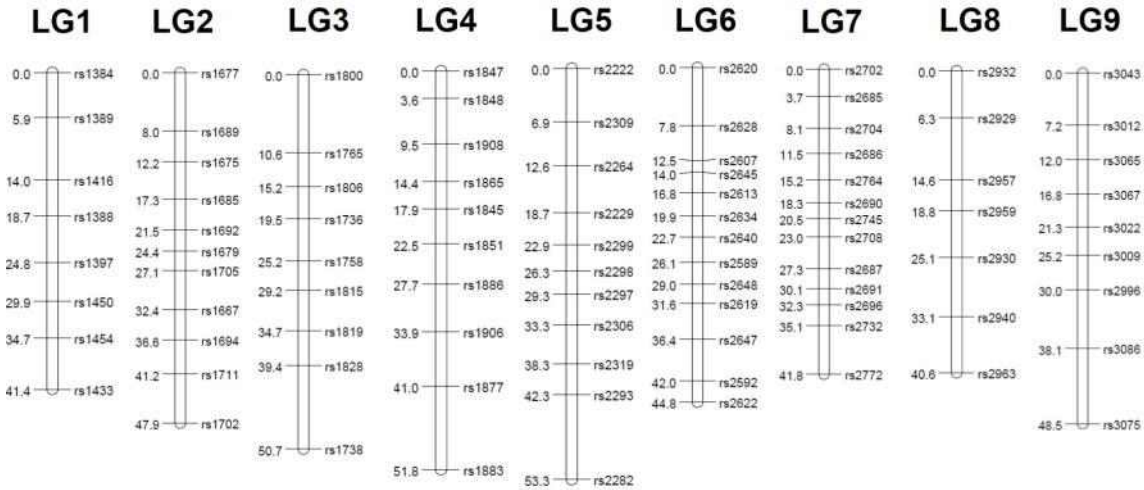 LG1 LG2 LG3 LG4 LG5 LG6 LG7 LG8 LG9
0.0 rs1384
5.9 rs1389
14.0 rs1416
18.7 rs1388
24.8 rs1397
29.9 rs1450
34.7 rs1454
41.4 rs1433
0.0 rs1677
8.0 rs1689
12.2 rs1675
17.3 rs1685
21.5 rs1692
24.4 rs1679
27.1 rs1705
32.4 rs1667
36.6 rs1694
41.2 rs1711
47.9 rs1702
0.0 rs1800
10.6 rs1765
15.2 rs1806
19.5 rs1736
25.2 rs1758
29.2 rs1815
34.7 rs1819
39.4 rs1828
50.7 rs1738
0.0 rs1847
3.6 rs1848
9.5 rs1908
14.4 rs1865
17.9 rs1845
22.5 rs1851
27.7 rs1886
33.9 rs1906
41.0 rs1877
51.8 rs1883
0.0 rs2222
6.9 rs2309
12.6 rs2264
18.7 rs2229
22.9 rs2299
26.3 rs2298
29.3 rs2297
33.3 rs2306
38.3 rs2319
42.3 rs2293
53.3 rs2282
0.0 rs2620
7.8 rs2628
12.5 rs2607
14.0 rs2645
16.8 rs2613
19.9 rs2634
22.7 rs2640
26.1 rs2589
29.0 rs2648
31.6 rs2619
36.4 rs2647
42.0 rs2592
44.8 rs2622
0.0 rs2702
3.7 rs2685
8.1 rs2704
11.5 rs2686
15.2 rs2764
18.3 rs2690
20.5 rs2745
23.0 rs2708
27.3 rs2687
30.1 rs2691
32.3 rs2696
35.1 rs2732
41.8 rs2772
0.0 rs2932
6.3 rs2929
14.6 rs2957
18.8 rs2959
25.1 rs2930
33.1 rs2940
40.6 rs2963
0.0 rs3043
7.2 rs3012
12.0 rs3065
16.8 rs3067
21.3 rs3022
25.2 rs3009
30.0 rs2996
38.1 rs3086
48.5 rs3075